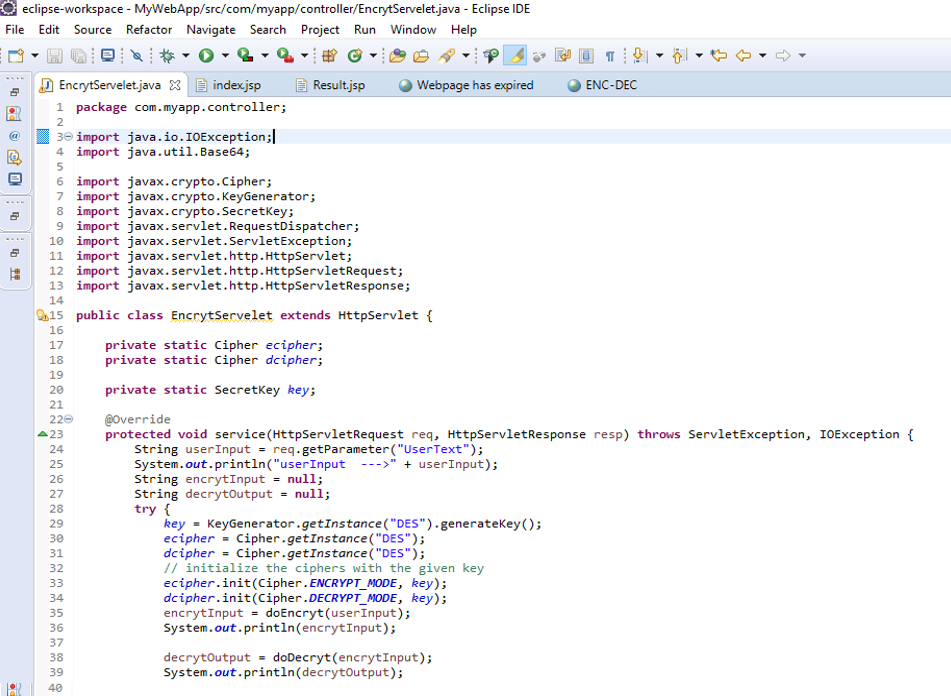 eclipse-workspace - MyWebApp/src/com/myapp/controller/EncrytServelet.java - Eclipse IDE
File Edit Source Refactor Navigate Search Project Run Window Help
EncrytServelet.java index.jsp Result.jsp Webpage has expired ENC-DEC
1 package com.myapp.controller;
2
3 import java.io.IOException;
4 import java.util.Base64;
5
6 import javax.crypto.Cipher;
7 import javax.crypto.KeyGenerator;
8 import javax.crypto.SecretKey;
9 import javax.servlet.RequestDispatcher;
10 import javax.servlet.ServletException;
11 import javax.servlet.http.HttpServlet;
12 import javax.servlet.http.HttpServletRequest;
13 import javax.servlet.http.HttpServletResponse;
14
15 public class EncrytServelet extends HttpServlet {
16
17 private static Cipher ecipher;
18 private static Cipher dcipher;
19
20 private static SecretKey key;
21
22 @Override
23 protected void service(HttpServletRequest req, HttpServletResponse resp) throws ServletException, IOException {
24 String userInput = req.getParameter("UserText");
25 System.out.println("userInput --->" + userInput);
26 String encrytInput = null;
27 String decrytOutput = null;
28 try {
29 key = KeyGenerator.getInstance("DES").generateKey();
30 ecipher = Cipher.getInstance("DES");
31 dcipher = Cipher.getInstance("DES");
32 // initialize the ciphers with the given key
33 ecipher.init(Cipher.ENCRYPT_MODE, key);
34 dcipher.init(Cipher.DECRYPT_MODE, key);
35 encrytInput = doEncryt(userInput);
36 System.out.println(encrytInput);
37
38 decrytOutput = doDecryt(encrytInput);
39 System.out.println(decrytOutput);
40